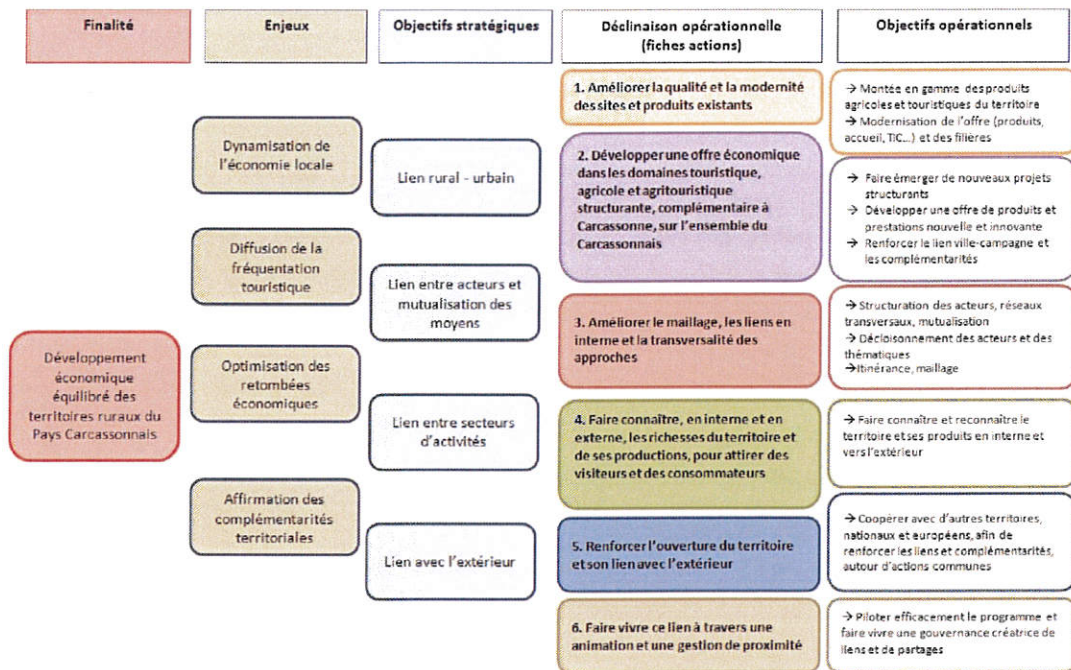 Finalité
Enjeux
Objectifs stratégiques
Déclinaison opérationnelle
(fiches actions)
Objectifs opérationnels
Développement
économique
équilibré des
territoires ruraux du
Pays Carcassonnais
Dynamisation de
l'économie locale
Diffusion de la
fréquentation
touristique
Optimisation des
retombées
économiques
Affirmation des
complémentarités
territoriales
Lien rural - urbain
Lien entre acteurs et
mutualisation des
moyens
Lien entre secteurs
d'activités
Lien avec l'extérieur
1. Améliorer la qualité et la modernité
des sites et produits existants
2. Développer une offre économique
dans les domaines touristique,
agricole et agritouristique
structurante, complémentaire à
Carcassonne, sur l'ensemble du
Carcassonnais
3. Améliorer le maillage, les liens en
interne et la transversalité des
approches
4. Faire connaître, en interne et en
externe, les richesses du territoire et
de ses productions, pour attirer des
visiteurs et des consommateurs
5. Renforcer l'ouverture du territoire
et son lien avec l'extérieur
6. Faire vivre ce lien à travers une
animation et une gestion de proximité
→ Montée en gamme des produits
agricoles et touristiques du territoire
→ Modernisation de l'offre (produits,
accueil, TIC...) et des filières
→ Faire émerger de nouveaux projets
structurants
→ Développer une offre de produits et
prestations nouvelle et innovante
→ Renforcer le lien ville-campagne et
les complémentarités
→ Structuration des acteurs, réseaux
transversaux, mutualisation
→ Décloisonnement des acteurs et des
thématiques
→Itinérance, maillage
→ Faire connaître et reconnaître le
territoire et ses produits en interne et
vers l'extérieur
→ Coopérer avec d'autres territoires,
nationaux et européens, afin de
renforcer les liens et complémentarités,
autour d'actions communes
→ Piloter efficacement le programme et
faire vivre une gouvernance créatrice de
liens et de partages